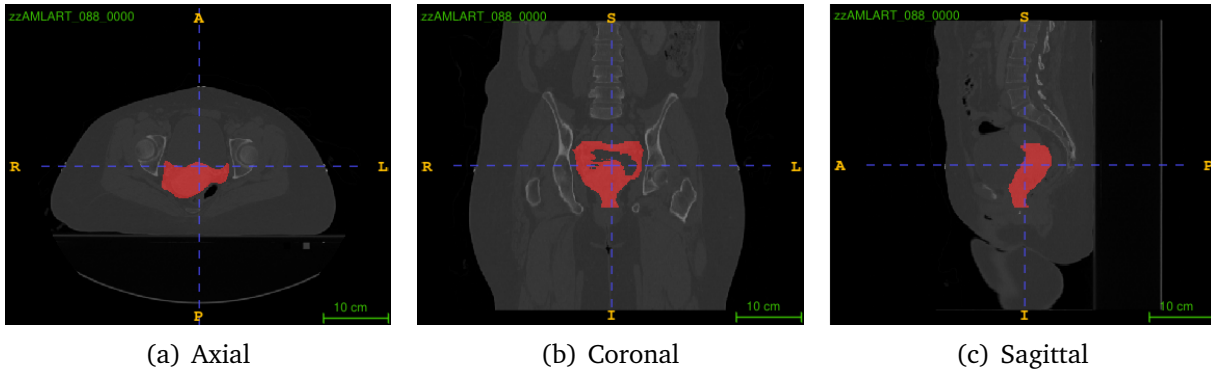 zzAMLART_088_0000
A
R
L
P
10 cm
(a) Axial
zzAMLART_088_0000
S
R
L
I
10 cm
(b) Coronal
zzAMLART_088_0000
S
A
P
I
10 cm
(c) Sagittal